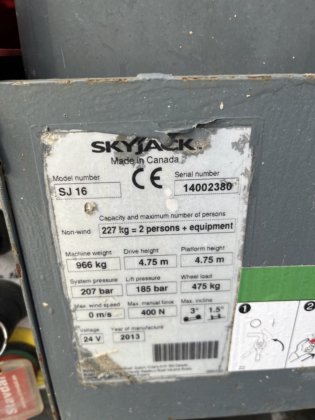 SKYJACK
Made in Canada
Model number
Serial number
SJ 16
CE
14002380
Capacity and maximum number of persons
Non-wind
227 kg = 2 persons + equipment
Machine weight
Drive height
Platform height
966 kg
4.75 m
4.75 m
System pressure
Lift pressure
Wheel load
207 bar
185 bar
475 kg
Max. wind speed
Max. manual force
Max. incline
0 m/s
400 N
3°
1.5°
Voltage
Year of manufacture
24 V
2013
1
2